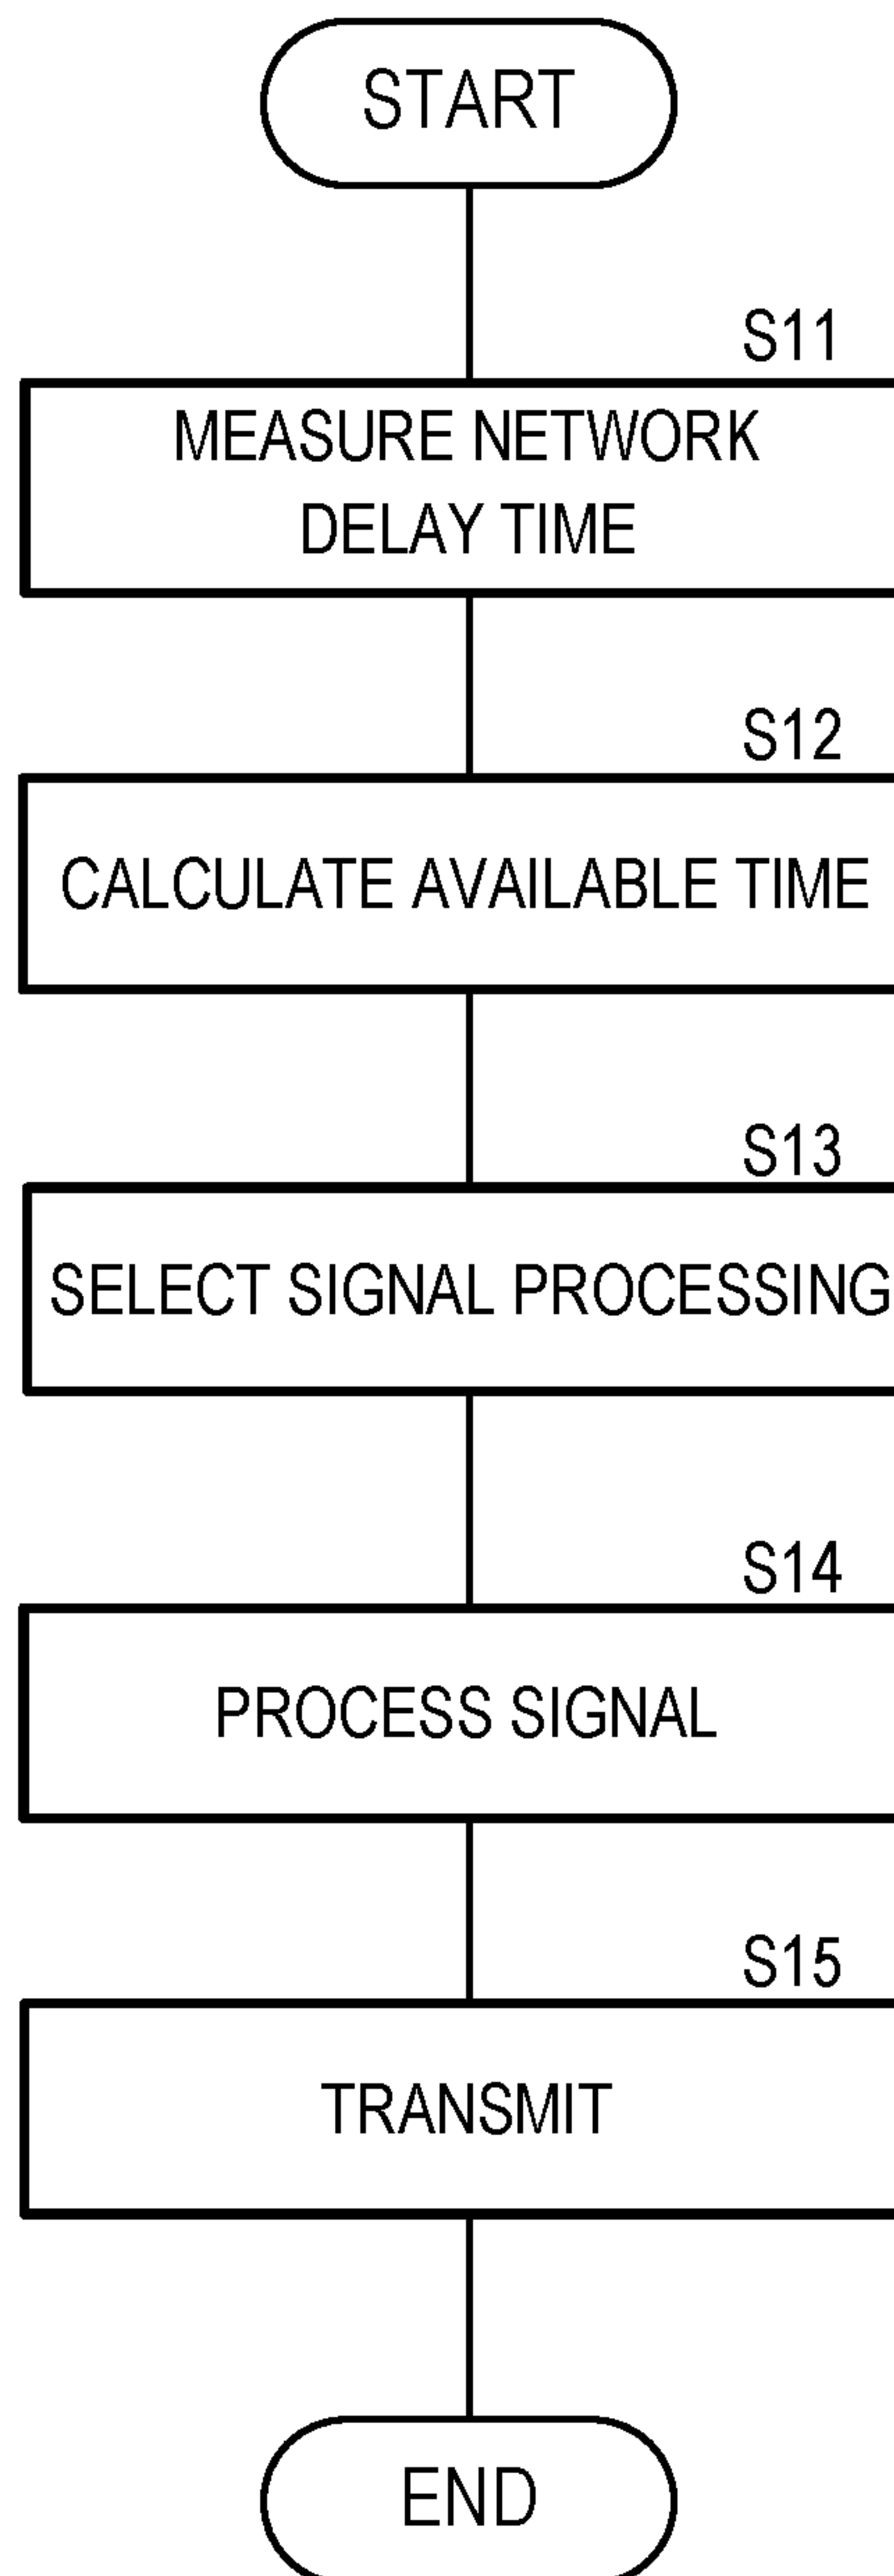 START
S11
MEASURE NETWORK
DELAY TIME
S12
CALCULATE AVAILABLE TIME
S13
SELECT SIGNAL PROCESSING
S14
PROCESS SIGNAL
S15
TRANSMIT
END